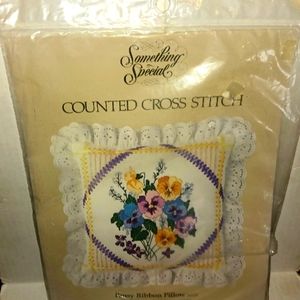 Something
Special
COUNTED CROSS STITCH
Pansy Ribbon Pillow